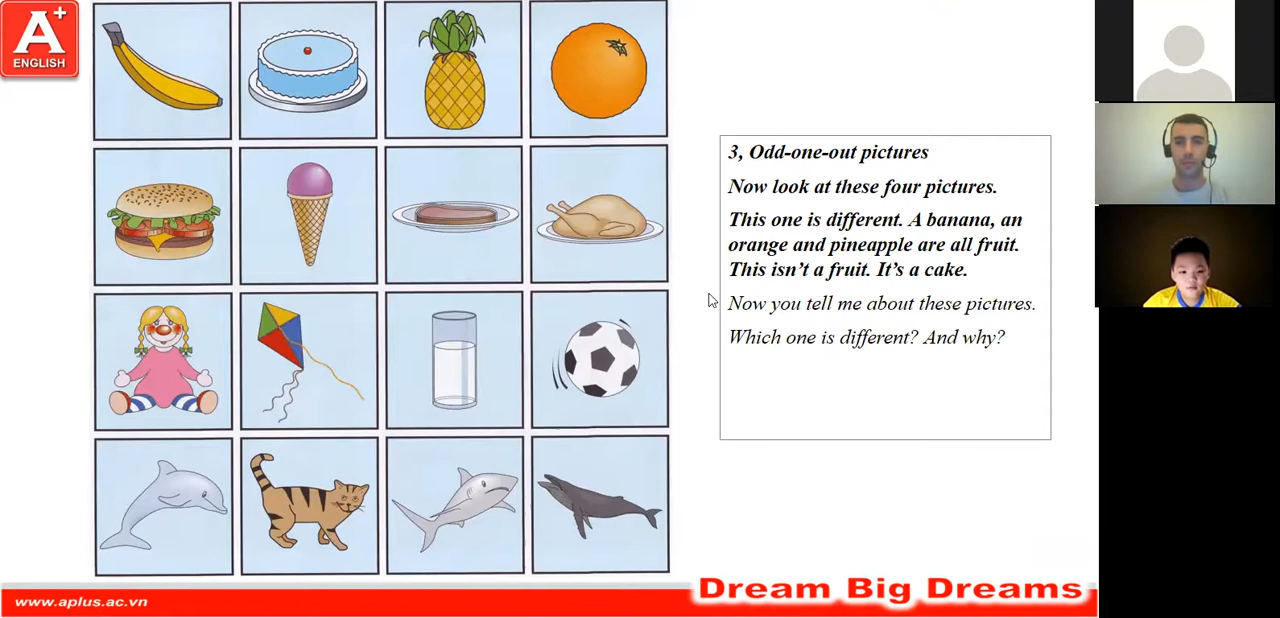 A+
ENGLISH
3, Odd-one-out pictures
Now look at these four pictures.
This one is different. A banana, an
orange and pineapple are all fruit.
This isn’t a fruit. It’s a cake.
Now you tell me about these pictures.
Which one is different? And why?
Dream Big Dreams
www.aplus.ac.vn